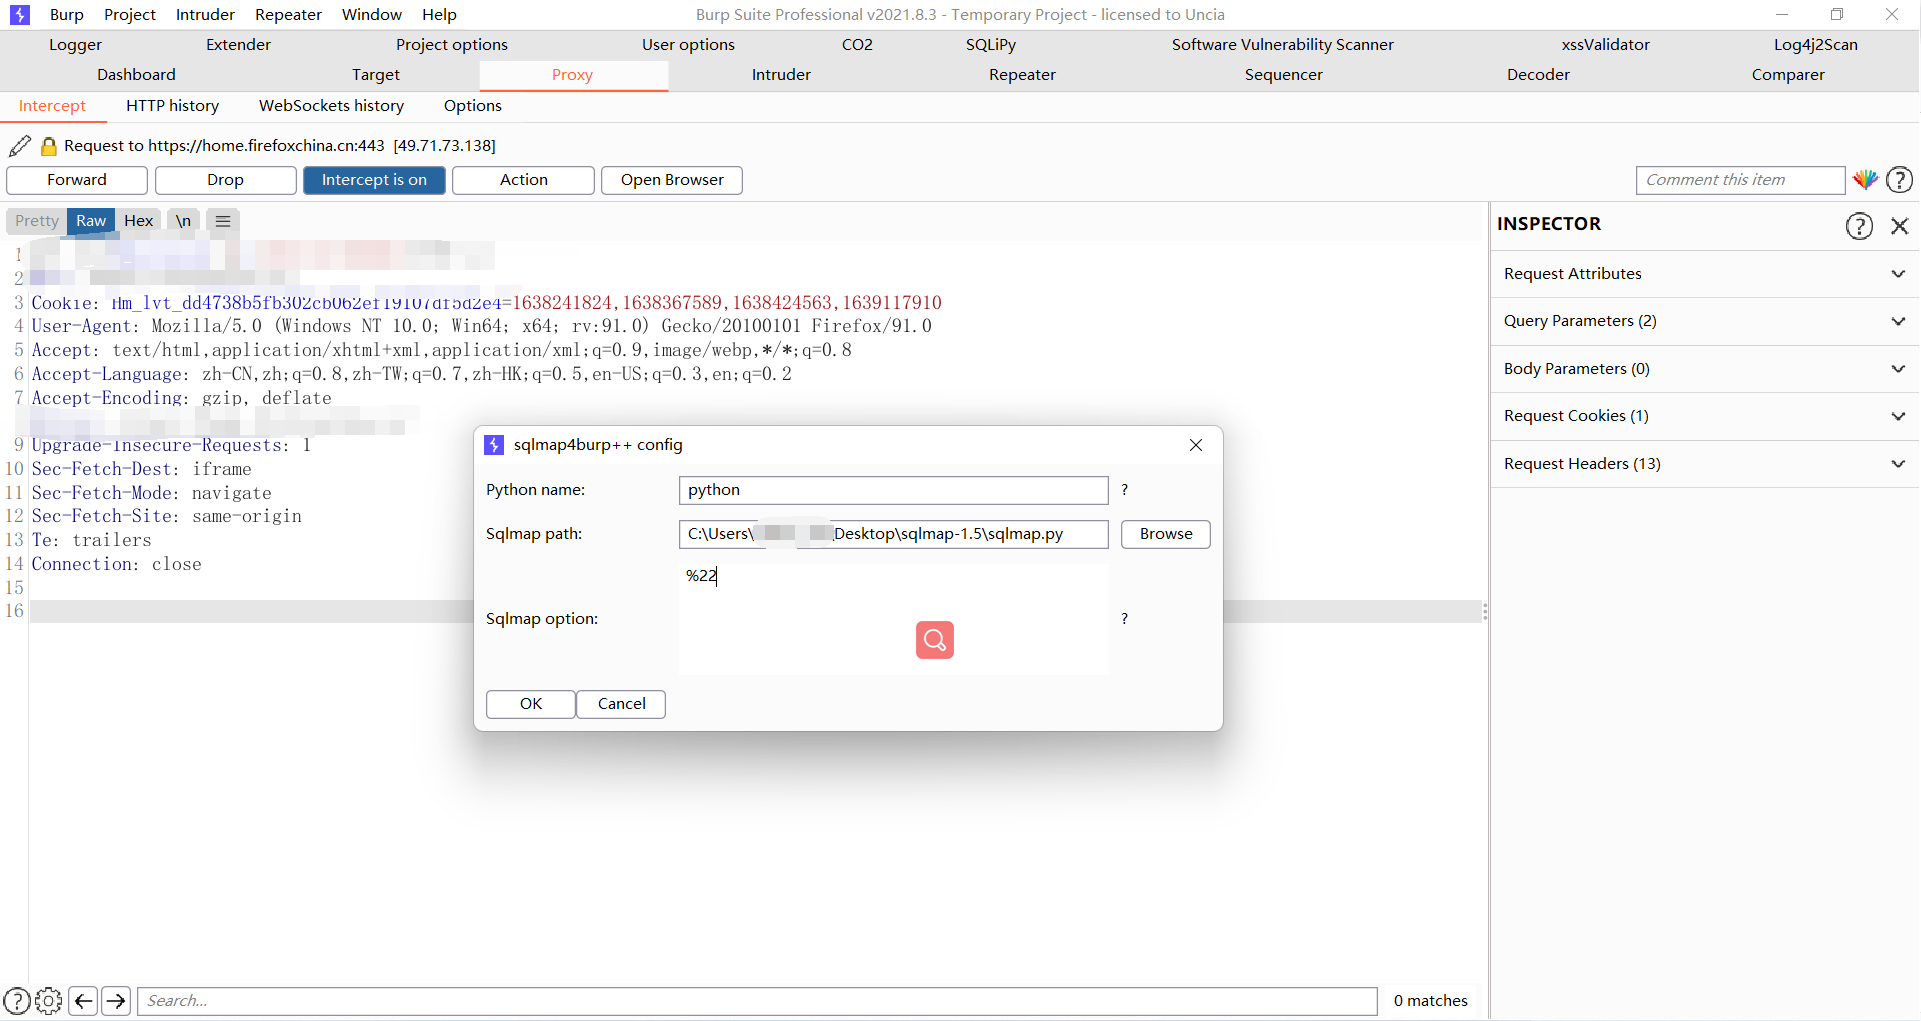 Burp Project Intruder Repeater Window Help Burp Suite Professional v2021.8.3 - Temporary Project - licensed to Uncia
Logger Extender Project options User options CO2 SQLiPy Software Vulnerability Scanner xssValidator Log4j2Scan
Dashboard Target Proxy Intruder Repeater Sequencer Decoder Comparer
Intercept HTTP history WebSockets history Options
Request to https://home.firefoxchina.cn:443 [49.71.73.138]
Forward Drop Intercept is on Action Open Browser Comment this item ?
Pretty Raw Hex \n
INSPECTOR ?
Request Attributes
Query Parameters (2)
Body Parameters (0)
Request Cookies (1)
Request Headers (13)
1
2
3 Cookie: Hm_lvt_dd4738b5fb302cb062ef19107df5d2e4=1638241824,1638367589,1638424563,1639117910
4 User-Agent: Mozilla/5.0 (Windows NT 10.0; Win64; x64; rv:91.0) Gecko/20100101 Firefox/91.0
5 Accept: text/html,application/xhtml+xml,application/xml;q=0.9,image/webp,*/*;q=0.8
6 Accept-Language: zh-CN,zh;q=0.8,zh-TW;q=0.7,zh-HK;q=0.5,en-US;q=0.3,en;q=0.2
7 Accept-Encoding: gzip, deflate
9 Upgrade-Insecure-Requests: 1
10 Sec-Fetch-Dest: iframe
11 Sec-Fetch-Mode: navigate
12 Sec-Fetch-Site: same-origin
13 Te: trailers
14 Connection: close
15
16
sqlmap4burp++ config
Python name: python ?
Sqlmap path: C:\Users\ \Desktop\sqlmap-1.5\sqlmap.py Browse
%22
Sqlmap option: ?
OK Cancel
? Search... 0 matches